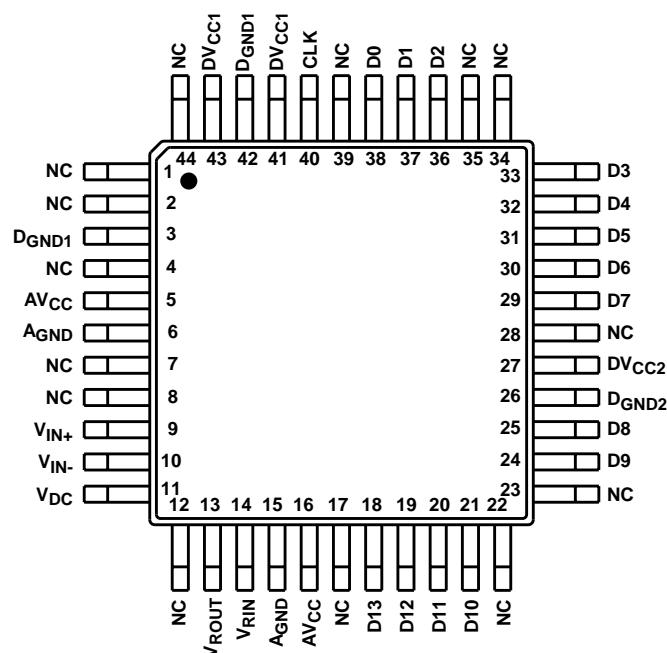 NC
DVCC1
DGND1
DVCC1
CLK
NC
D0
D1
D2
NC
NC
44
43
42
41
40
39
38
37
36
35
34
NC 1
NC 2
DGND1 3
NC 4
AVCC 5
AGND 6
NC 7
NC 8
VIN+ 9
VIN- 10
VDC 11
33 D3
32 D4
31 D5
30 D6
29 D7
28 NC
27 DVCC2
26 DGND2
25 D8
24 D9
23 NC
12
13
14
15
16
17
18
19
20
21
22
NC
VROUT
VRIN
AGND
AVCC
NC
D13
D12
D11
D10
NC